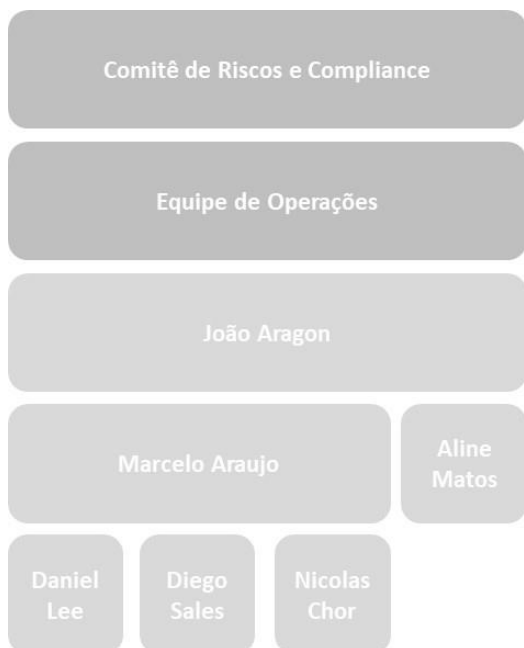 Comitê de Riscos e Compliance
Equipe de Operações
João Aragon
Marcelo Araujo
Aline
Matos
Daniel
Lee
Diego
Sales
Nicolas
Chor